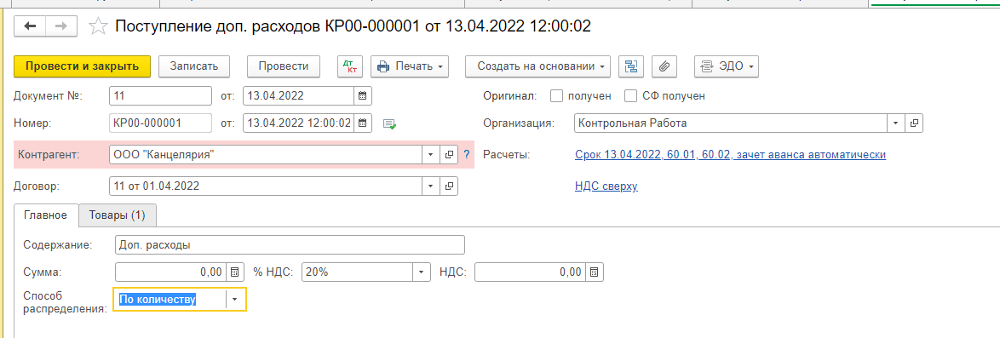 Поступление доп. расходов КР00-000001 от 13.04.2022 12:00:02
Провести и закрыть Записать Провести Дт Кт Печать Создать на основании ЭДО
Документ №: 11 от: 13.04.2022 Оригинал: получен СФ получен
Номер: КР00-000001 от: 13.04.2022 12:00:02 Организация: Контрольная Работа
Контрагент: ООО "Канцелярия" ? Расчеты: Срок 13.04.2022, 60.01, 60.02, зачет аванса автоматически
Договор: 11 от 01.04.2022 НДС сверху
Главное Товары (1)
Содержание: Доп. расходы
Сумма: 0,00 % НДС: 20% НДС: 0,00
Способ
распределения: По количеству